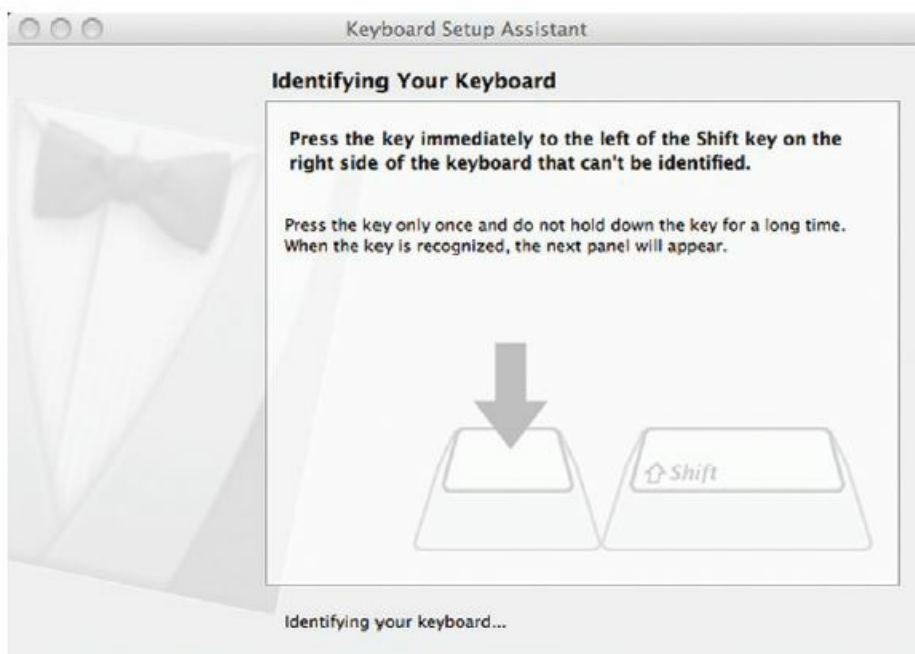 Keyboard Setup Assistant
Identifying Your Keyboard
Press the key immediately to the left of the Shift key on the
right side of the keyboard that can't be identified.
Press the key only once and do not hold down the key for a long time.
When the key is recognized, the next panel will appear.
⇧ Shift
Identifying your keyboard...